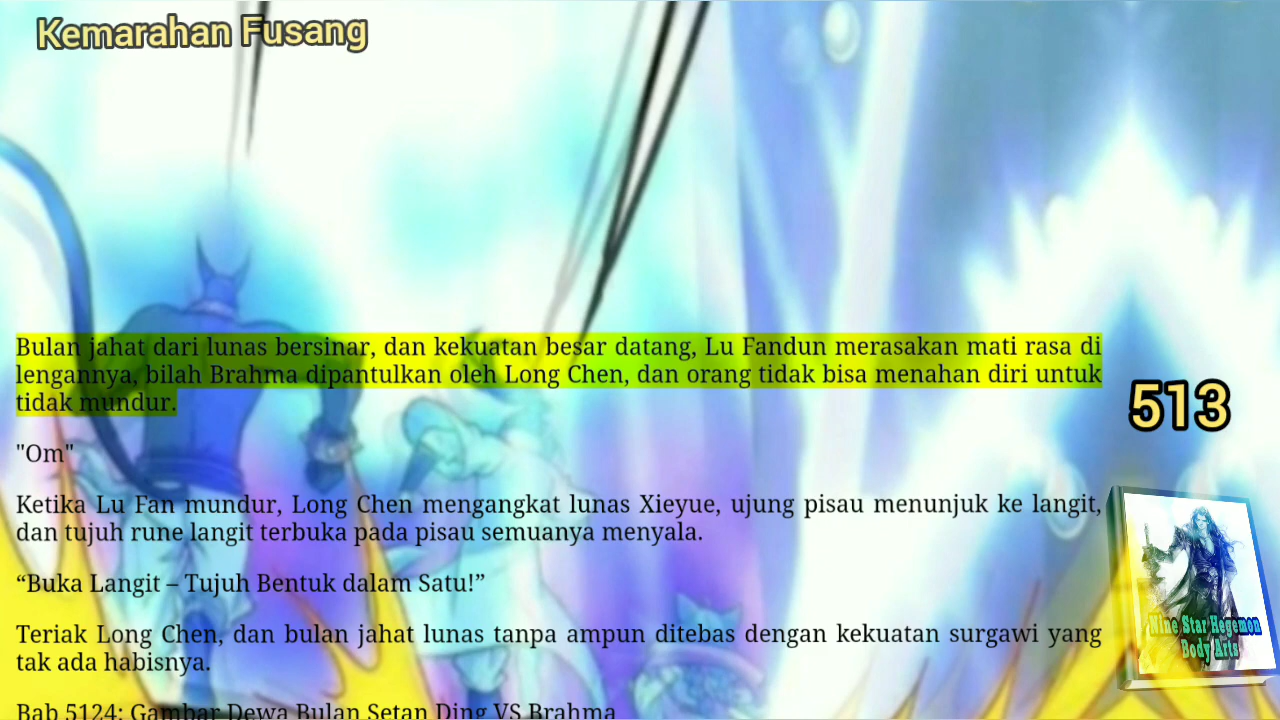 Kemarahan Fusang
Bulan jahat dari lunas bersinar, dan kekuatan besar datang, Lu Fandun merasakan mati rasa di
lengannya, bilah Brahma dipantulkan oleh Long Chen, dan orang tidak bisa menahan diri untuk
tidak mundur.
"Om"
Ketika Lu Fan mundur, Long Chen mengangkat lunas Xieyue, ujung pisau menunjuk ke langit,
dan tujuh rune langit terbuka pada pisau semuanya menyala.
“Buka Langit – Tujuh Bentuk dalam Satu!”
Teriak Long Chen, dan bulan jahat lunas tanpa ampun ditebas dengan kekuatan surgawi yang
tak ada habisnya.
Bab 5124: Gambar Dewa Bulan Setan Ding VS Brahma
513
Nine Star Hegemon
Body Arts